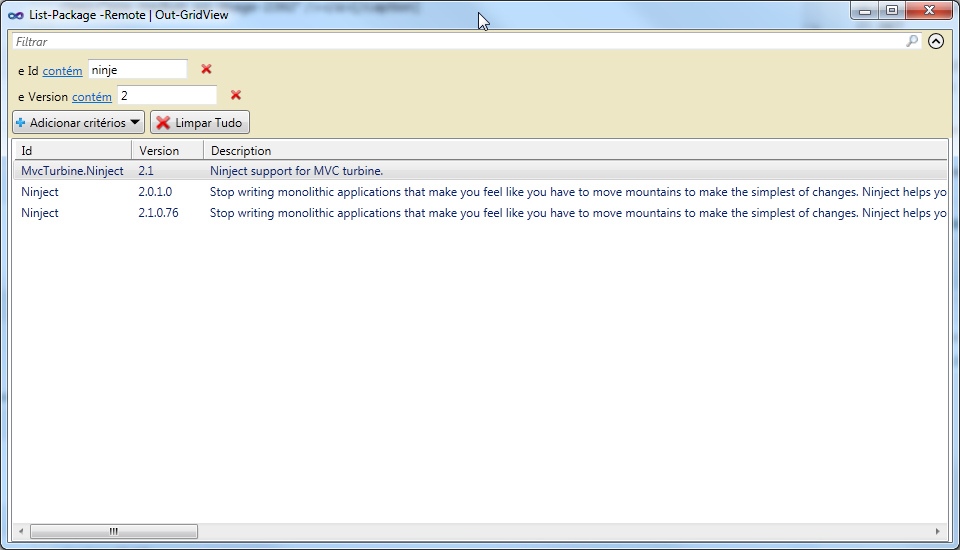 List-Package -Remote | Out-GridView
Filtrar
e Id contém ninje
e Version contém 2
Adicionar critérios Limpar Tudo
Id Version Description
MvcTurbine.Ninject 2.1 Ninject support for MVC turbine.
Ninject 2.0.1.0 Stop writing monolithic applications that make you feel like you have to move mountains to make the simplest of changes. Ninject helps yo
Ninject 2.1.0.76 Stop writing monolithic applications that make you feel like you have to move mountains to make the simplest of changes. Ninject helps yo